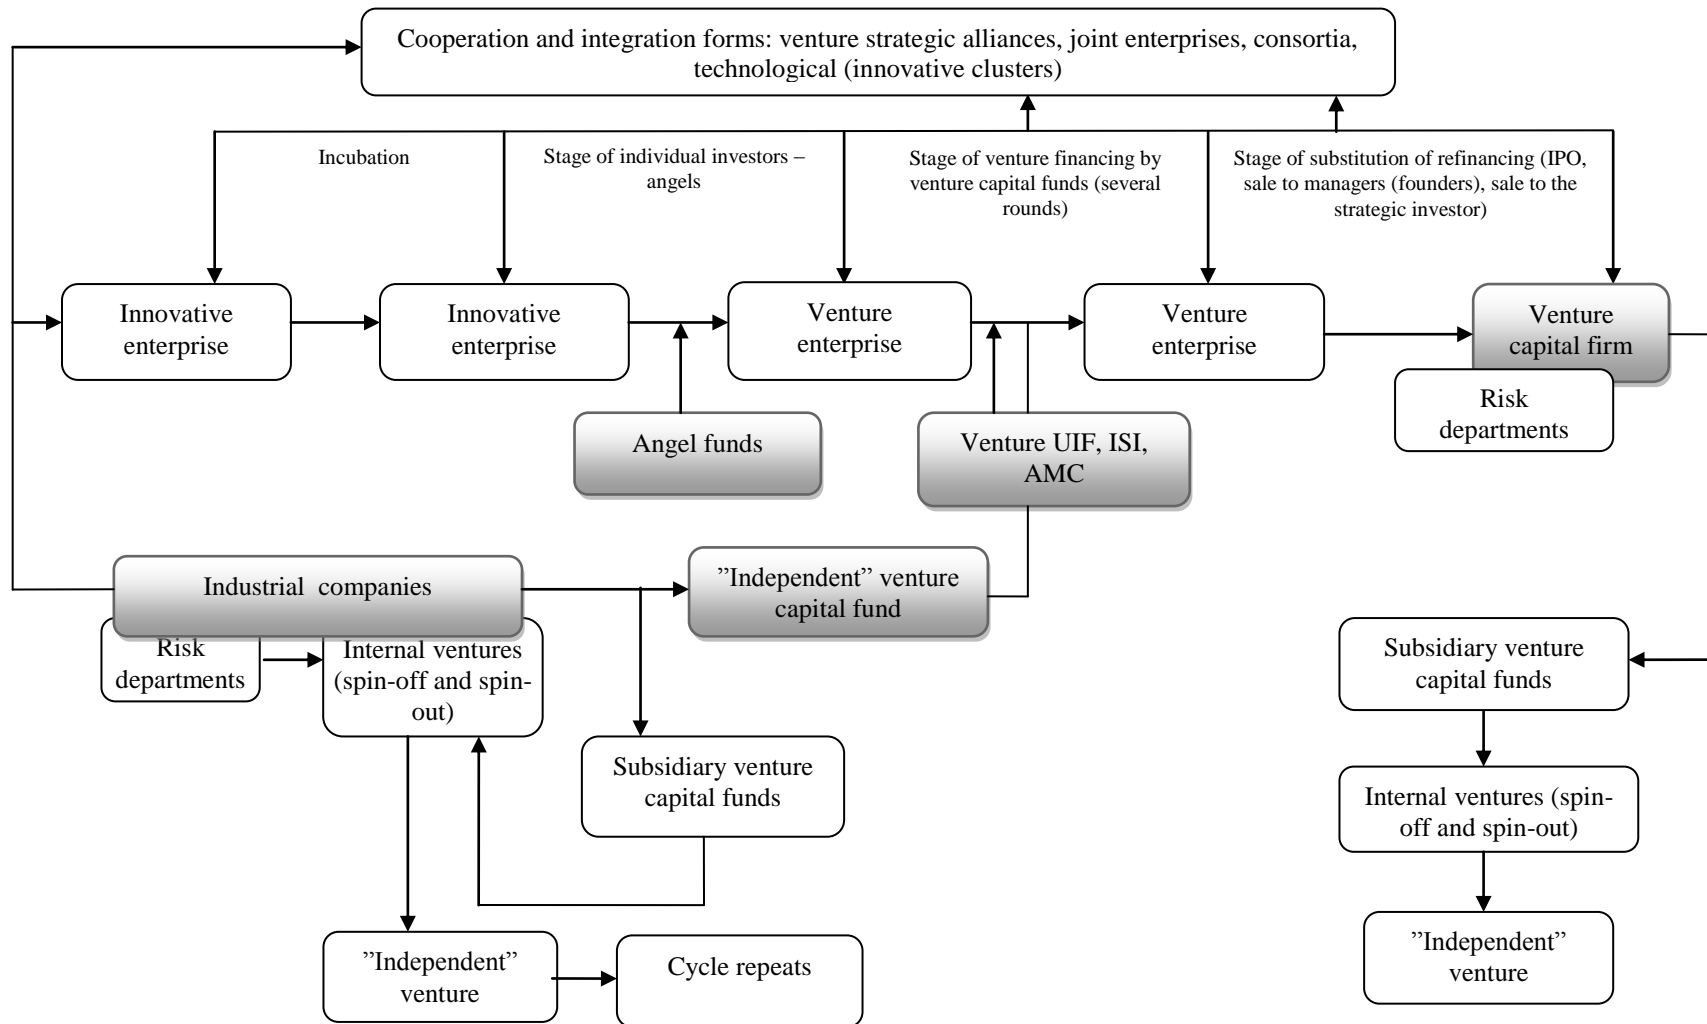 Cooperation and integration forms: venture strategic alliances, joint enterprises, consortia,
technological (innovative clusters)
Incubation
Stage of individual investors –
angels
Stage of venture financing by
venture capital funds (several
rounds)
Stage of substitution of refinancing (IPO,
sale to managers (founders), sale to the
strategic investor)
Innovative
enterprise
Innovative
enterprise
Venture
enterprise
Venture
enterprise
Venture
capital firm
Risk
departments
Angel funds
Venture UIF, ISI,
AMC
Industrial companies
”Independent” venture
capital fund
Risk
departments
Internal ventures
(spin-off and spin-
out)
Subsidiary venture
capital funds
Subsidiary venture
capital funds
Internal ventures (spin-
off and spin-out)
”Independent”
venture
Cycle repeats
”Independent”
venture